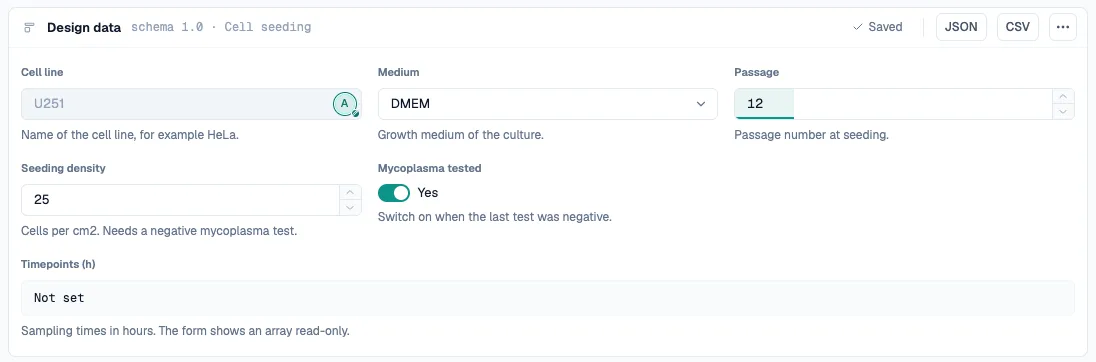 Design data schema 1.0 · Cell seeding Saved JSON CSV
Cell line Medium Passage
U251 A DMEM 12
Name of the cell line, for example HeLa. Growth medium of the culture. Passage number at seeding.
Seeding density Mycoplasma tested
25 Yes
Cells per cm2. Needs a negative mycoplasma test. Switch on when the last test was negative.
Timepoints (h)
Not set
Sampling times in hours. The form shows an array read-only.